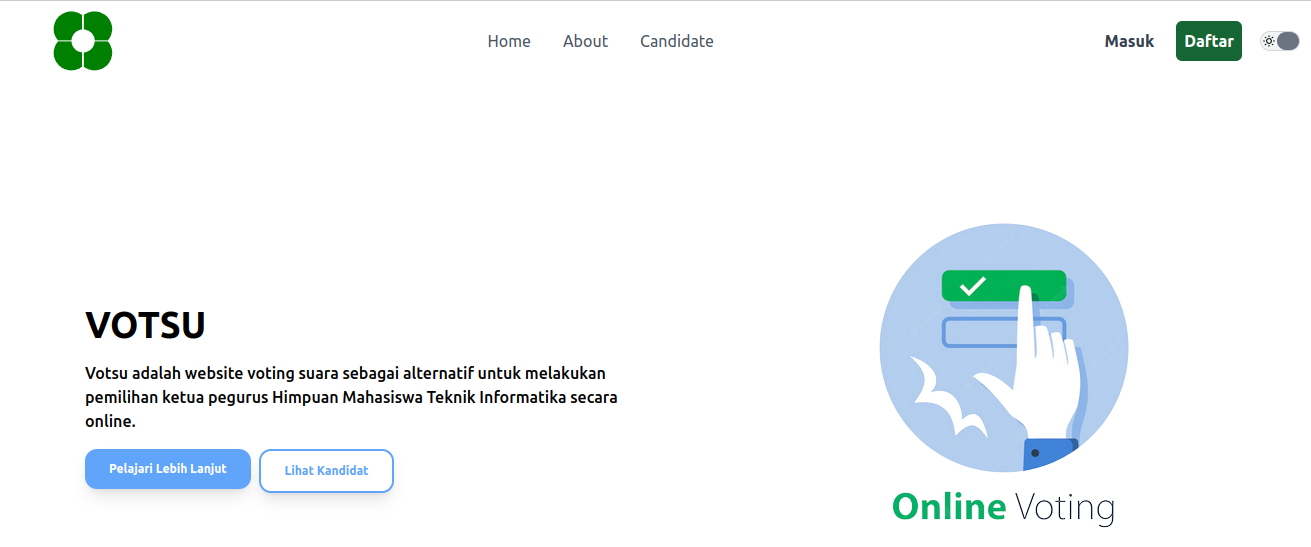 Home About Candidate Masuk Daftar
VOTSU
Votsu adalah website voting suara sebagai alternatif untuk melakukan
pemilihan ketua pegurus Himpuan Mahasiswa Teknik Informatika secara
online.
Pelajari Lebih Lanjut Lihat Kandidat
Online Voting